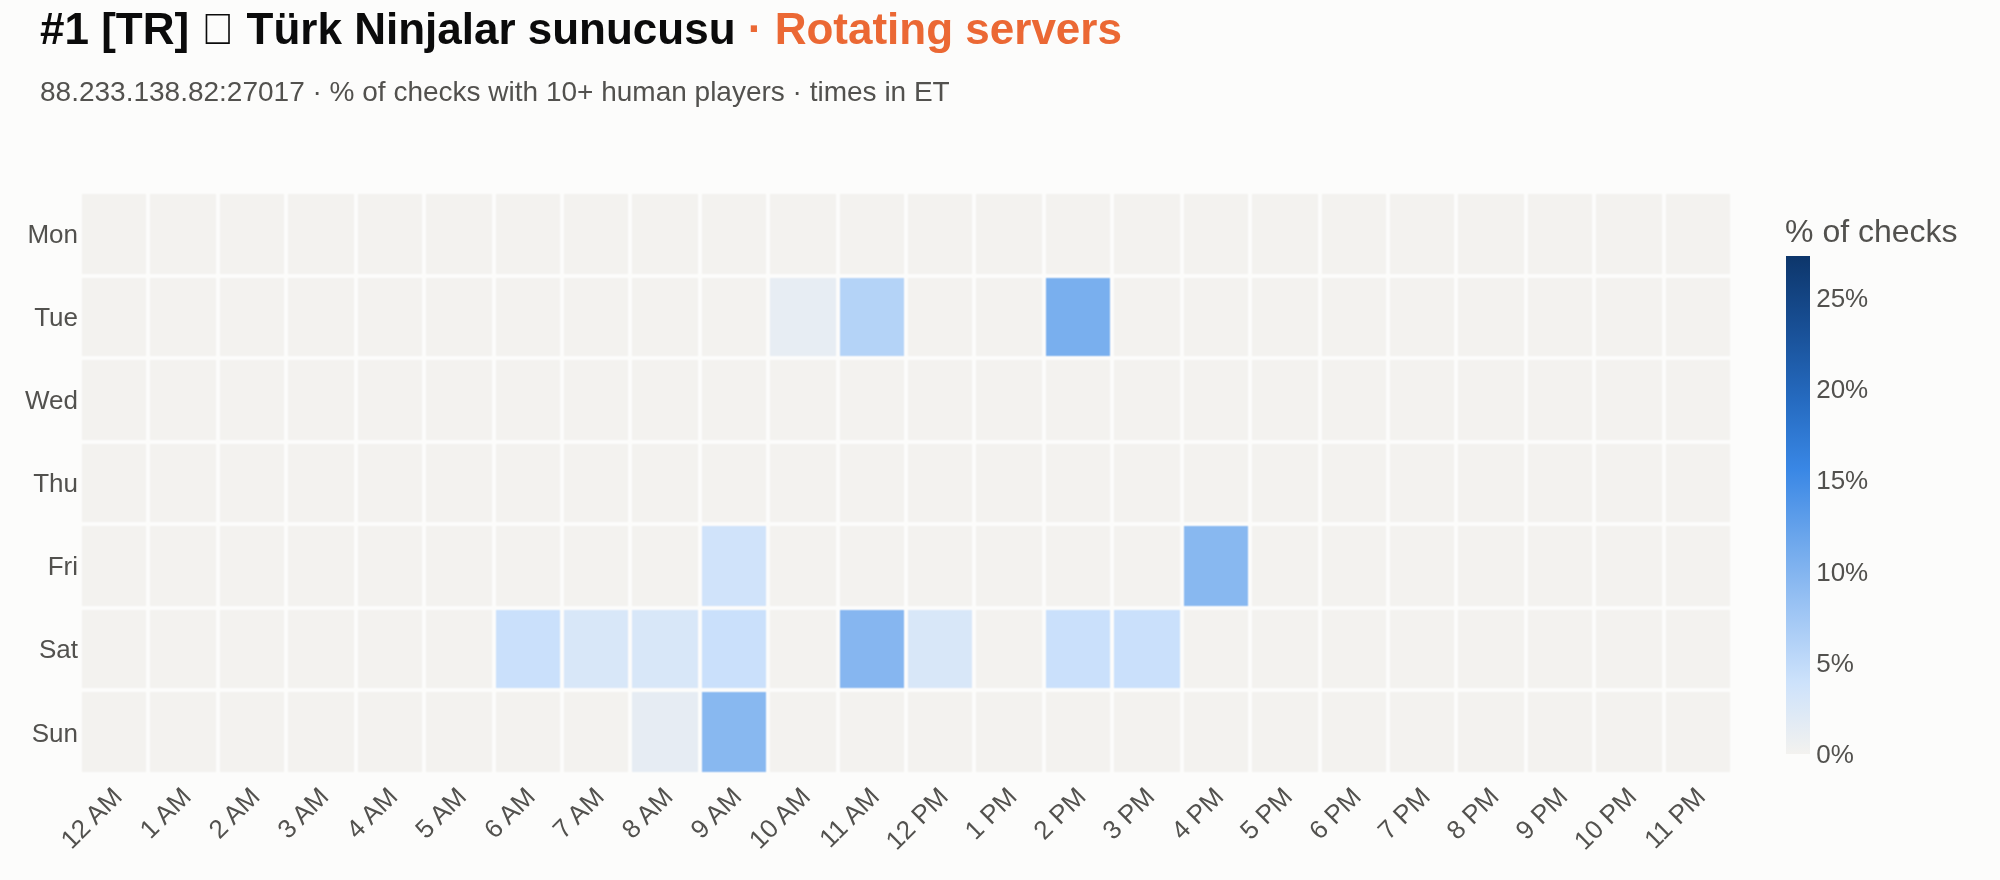 #1 [TR] Türk Ninjalar sunucusu · Rotating servers
88.233.138.82:27017 · % of checks with 10+ human players · times in ET
% of checks
25%
20%
15%
10%
5%
0%
Mon
Tue
Wed
Thu
Fri
Sat
Sun
12 AM
1 AM
2 AM
3 AM
4 AM
5 AM
6 AM
7 AM
8 AM
9 AM
10 AM
11 AM
12 PM
1 PM
2 PM
3 PM
4 PM
5 PM
6 PM
7 PM
8 PM
9 PM
10 PM
11 PM